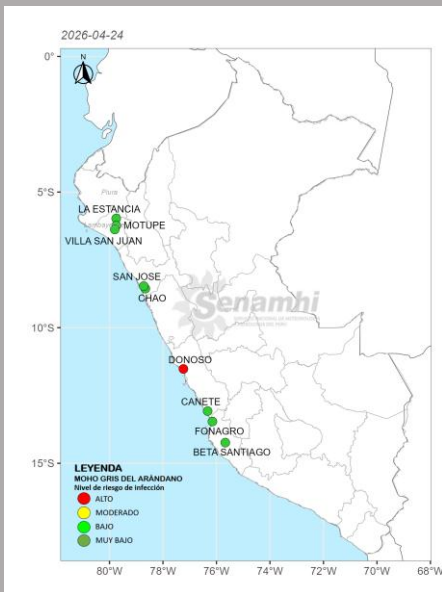 2026-04-24
N
0°
5°S
10°S
15°S
Piura
LA ESTANCIA
MOTUPE
VILLA SAN JUAN
SAN JOSE
CHAO
Senamhi
DONOSO
CANETE
FONAGRO
BETA SANTIAGO
LEYENDA
MOHO GRIS DEL ARÁNDANO
Nivel de riesgo de infección
ALTO
MODERADO
BAJO
MUY BAJO
80°W 78°W 76°W 74°W 72°W 70°W 68°W